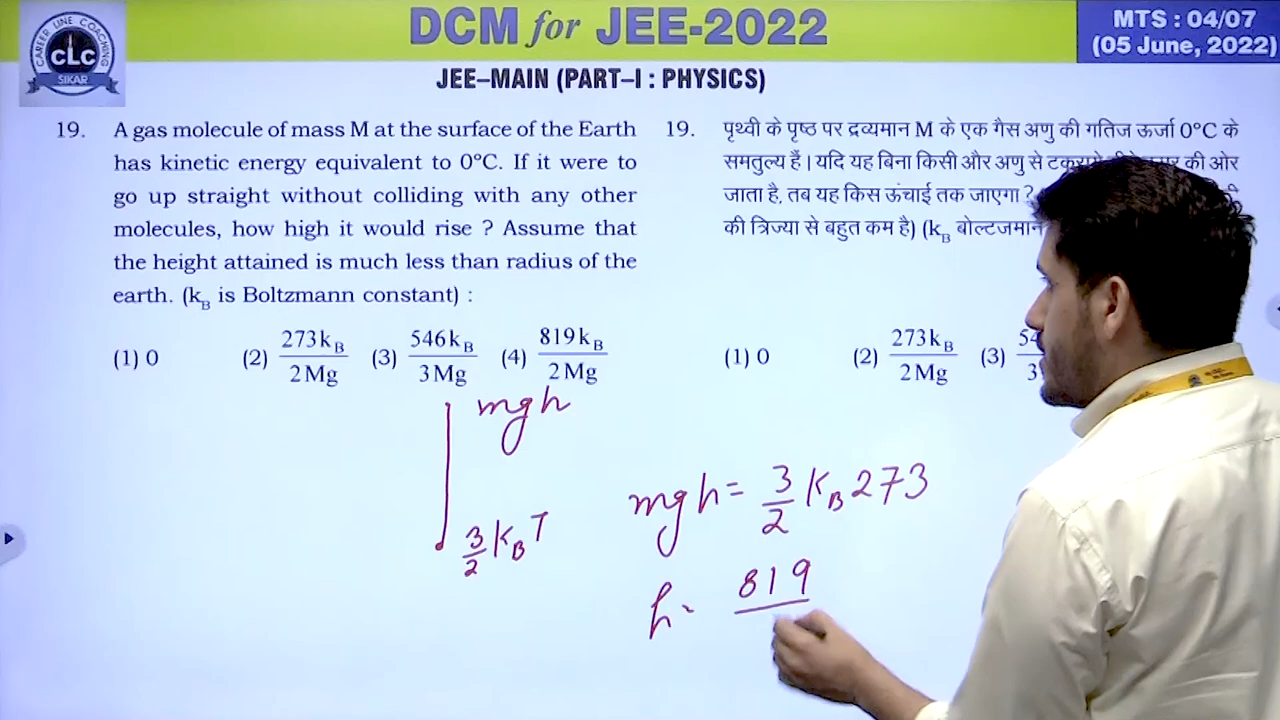 DCM for JEE-2022
MTS : 04/07
(05 June, 2022)
CAREER LINE COACHING
CLC
SIKAR
JEE–MAIN (PART–I : PHYSICS)
19. A gas molecule of mass M at the surface of the Earth
has kinetic energy equivalent to 0°C. If it were to
go up straight without colliding with any other
molecules, how high it would rise ? Assume that
the height attained is much less than radius of the
earth. (k_B is Boltzmann constant) :
(1) 0 (2) 273k_B / 2Mg (3) 546k_B / 3Mg (4) 819k_B / 2Mg
19. पृथ्वी के पृष्ठ पर द्रव्यमान M के एक गैस अणु की गतिज ऊर्जा 0°C के
समतुल्य हैं। यदि यह बिना किसी और अणु से की ओर
जाता है, तब यह किस ऊंचाई तक जाएगा ?
की त्रिज्या से बहुत कम है) (k_B बोल्टजमान
(1) 0 (2) 273k_B / 2Mg (3)
mgh
3/2 K_B T
mgh = 3/2 K_B 273
h = 819